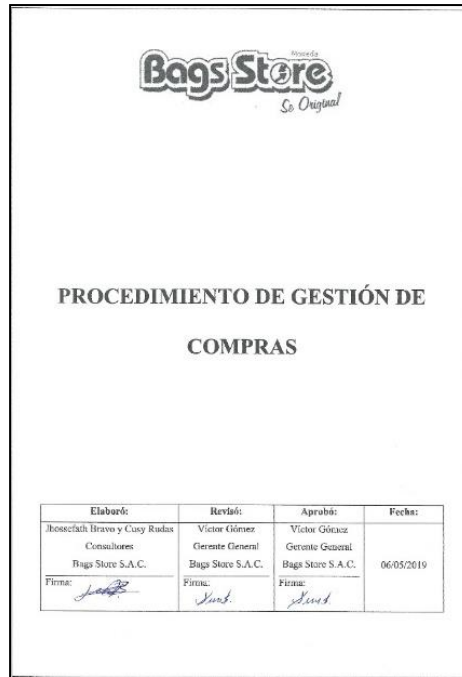 Bags Store
Se Original
PROCEDIMIENTO DE GESTIÓN DE
COMPRAS
Elaboró: Revisó: Aprobó: Fecha:
Jhossefath Bravo y Cusy Rudas Víctor Gómez Víctor Gómez
Consultores Gerente General Gerente General
Bags Store S.A.C. Bags Store S.A.C. Bags Store S.A.C. 06/05/2019
Firma: Firma: Firma: